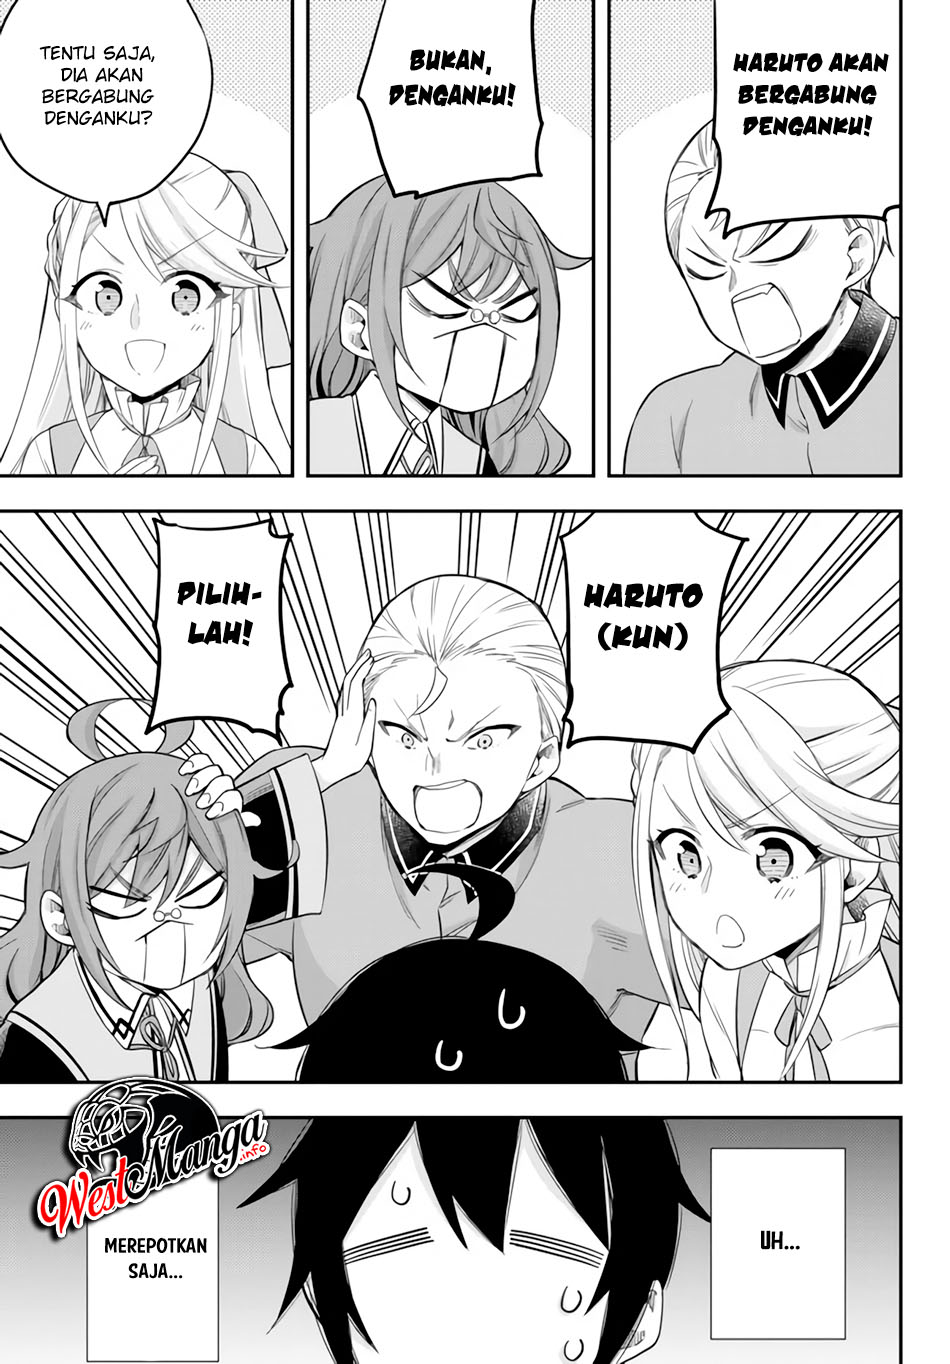 HARUTO AKAN
BERGABUNG
DENGANKU!
BUKAN,
DENGANKU!
TENTU SAJA,
DIA AKAN
BERGABUNG
DENGANKU?
HARUTO
(KUN)
PILIH-
LAH!
UH...
MEREPOTKAN
SAJA...
WestManga
.info